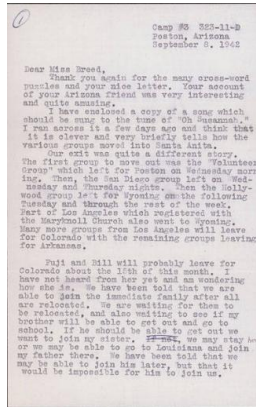 ①
Camp #3 323-11-D
Poston, Arizona
September 8, 1942
Dear Miss Breed,
Thank you again for the many cross-word
puzzles and your nice letter. Your account
of your Arizona friend was very interesting
and quite amusing.
I have enclosed a copy of a song which
should be sung to the tune of "Oh Susannah."
I ran across it a few days ago and think that
it is clever and very briefly tells how the
various groups moved into Santa Anita.
Our exit was quite a different story.
The first group to move out was the "Volunteer
Group" which left for Poston on Wednesday morn
ing. Then, the San Diego group left on Wed-
nesday and Thursday nights. Then the Holly-
wood group left for Wyoming on the following
Tuesday and through the rest of the week.
Part of Los Angeles which registered with
the Maryknoll Church also went to Wyoming.
Many more groups from Los Angeles will leave
for Colorado with the remaining groups leaving
for Arkansas.
Fuji and Bill will probably leave for
Colorado about the 18th of this month. I
have not heard from her yet and am wondering
how she is. We have been told that we are
able to join the immediate family after all
are relocated. We are waiting for them to
be relocated, and also waiting to see if my
brother will be able to get out and go to
school. If he should be able to get out we
want to join my sister. If not, we may stay here
or we may be able to go to Louisiana and join
my father there. We have been told that we
may be able to join him later, but that it
would be impossible for him to join us.